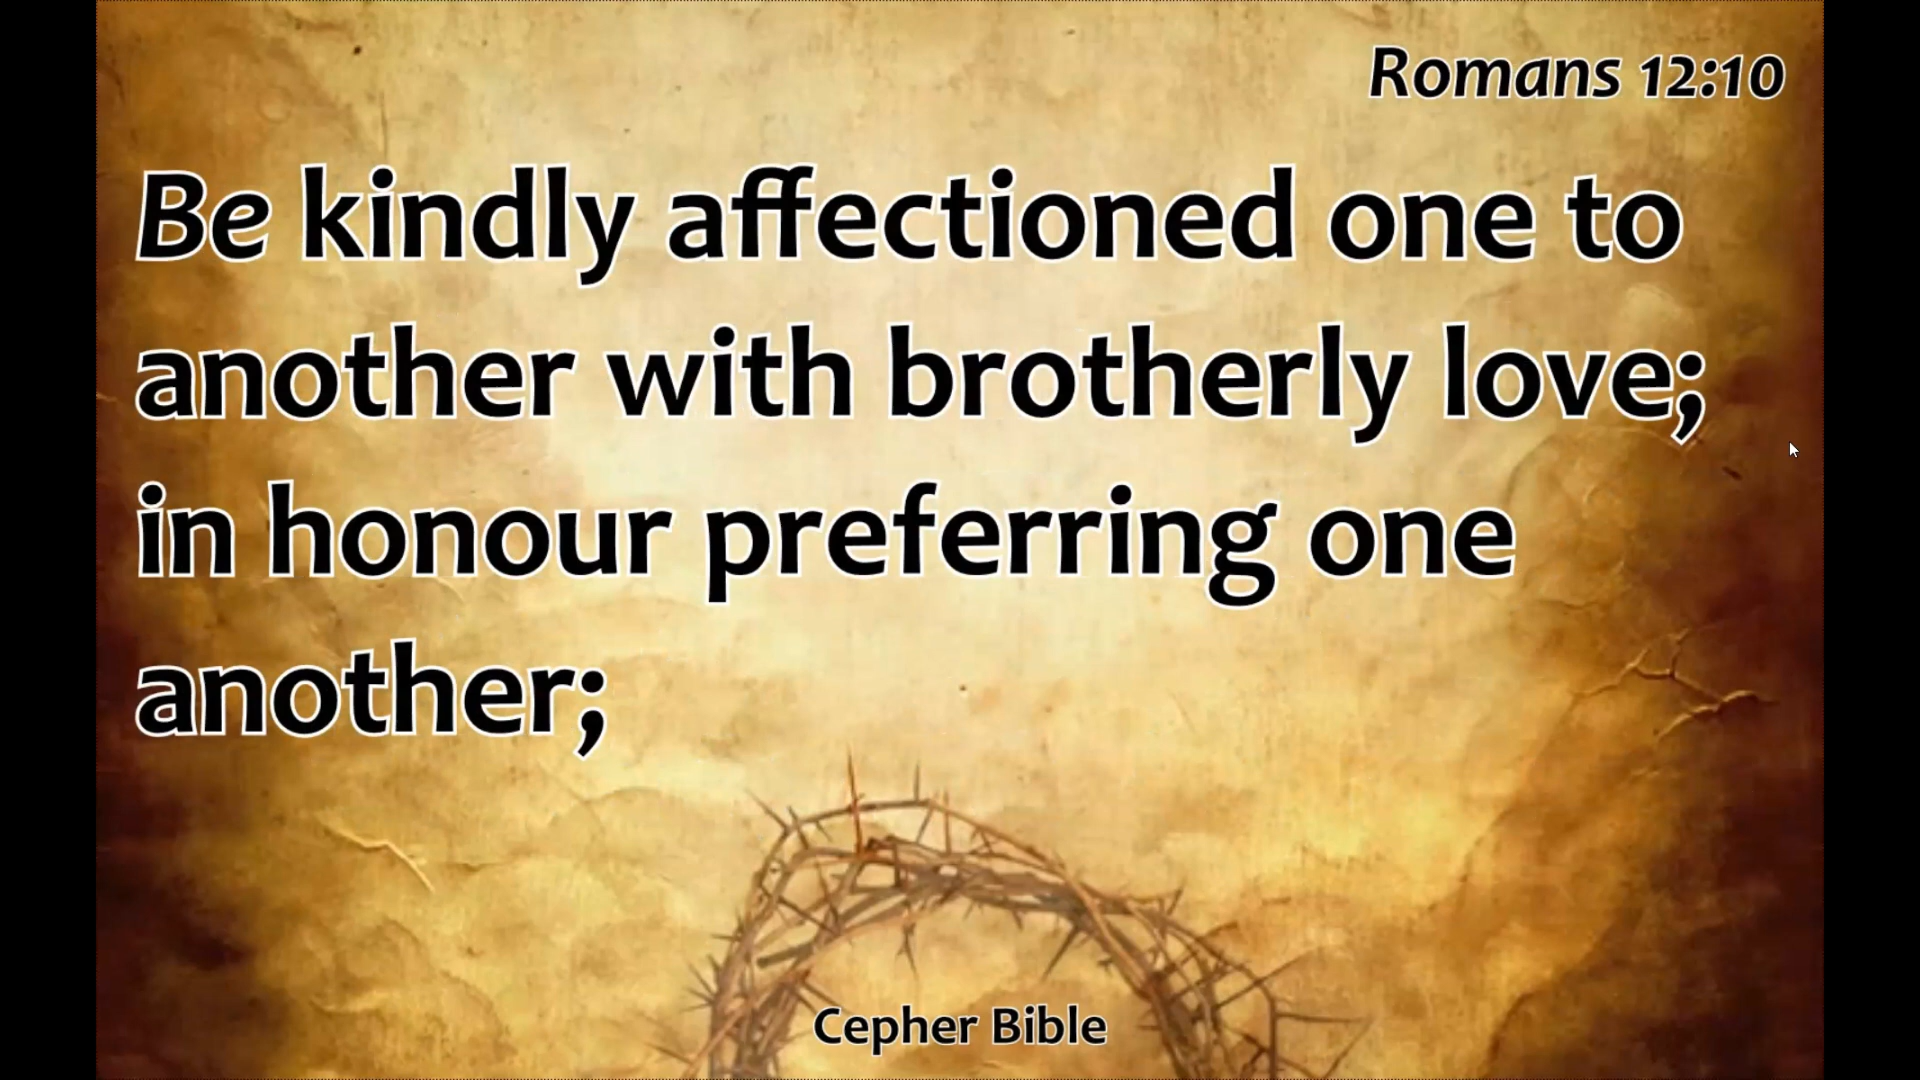 Romans 12:10
Be kindly affectioned one to
another with brotherly love;
in honour preferring one
another;
Cepher Bible